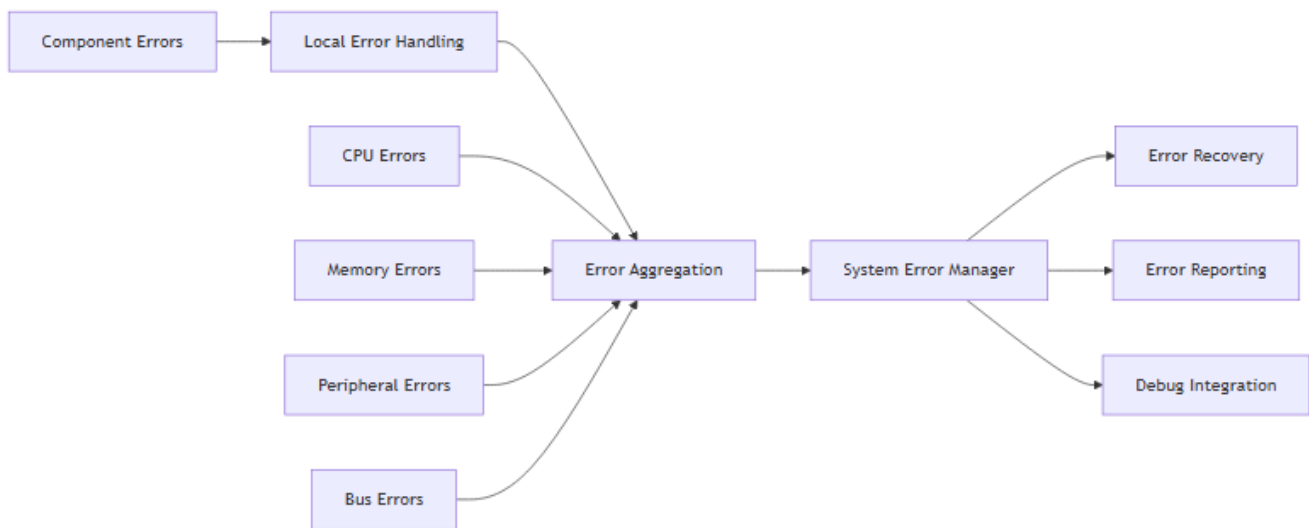 Component Errors
Local Error Handling
CPU Errors
Error Recovery
Memory Errors
Error Aggregation
System Error Manager
Error Reporting
Peripheral Errors
Debug Integration
Bus Errors